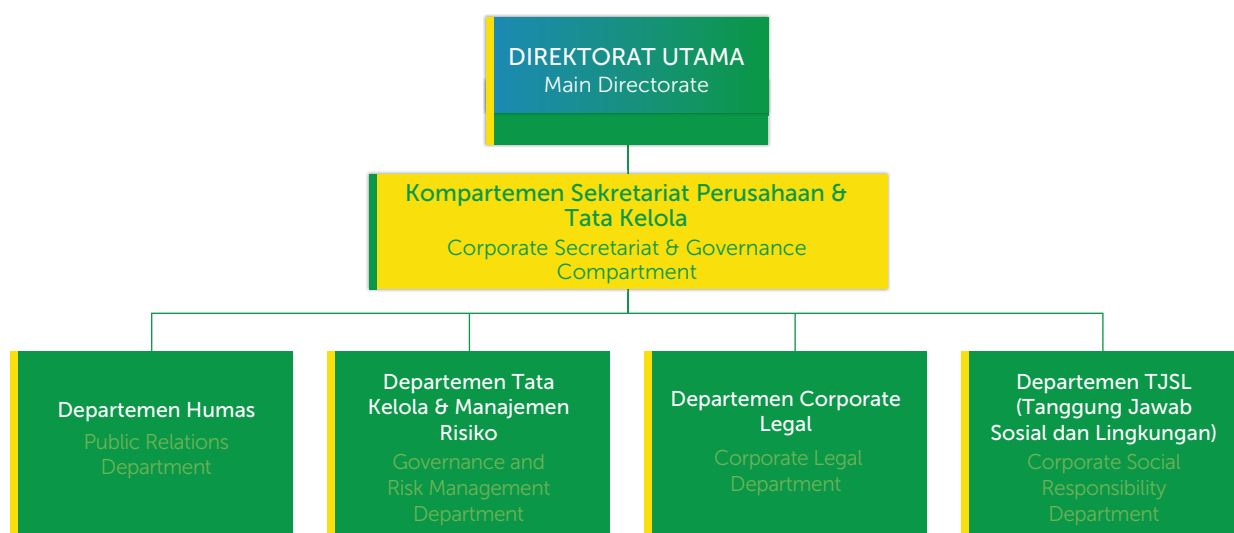 DIREKTORAT UTAMA
Main Directorate
Kompartemen Sekretariat Perusahaan &
Tata Kelola
Corporate Secretariat & Governance
Compartment
Departemen Humas
Public Relations
Department
Departemen Tata
Kelola & Manajemen
Risiko
Governance and
Risk Management
Department
Departemen Corporate
Legal
Corporate Legal
Department
Departemen TJSL
(Tanggung Jawab
Sosial dan Lingkungan)
Corporate Social
Responsibility
Department